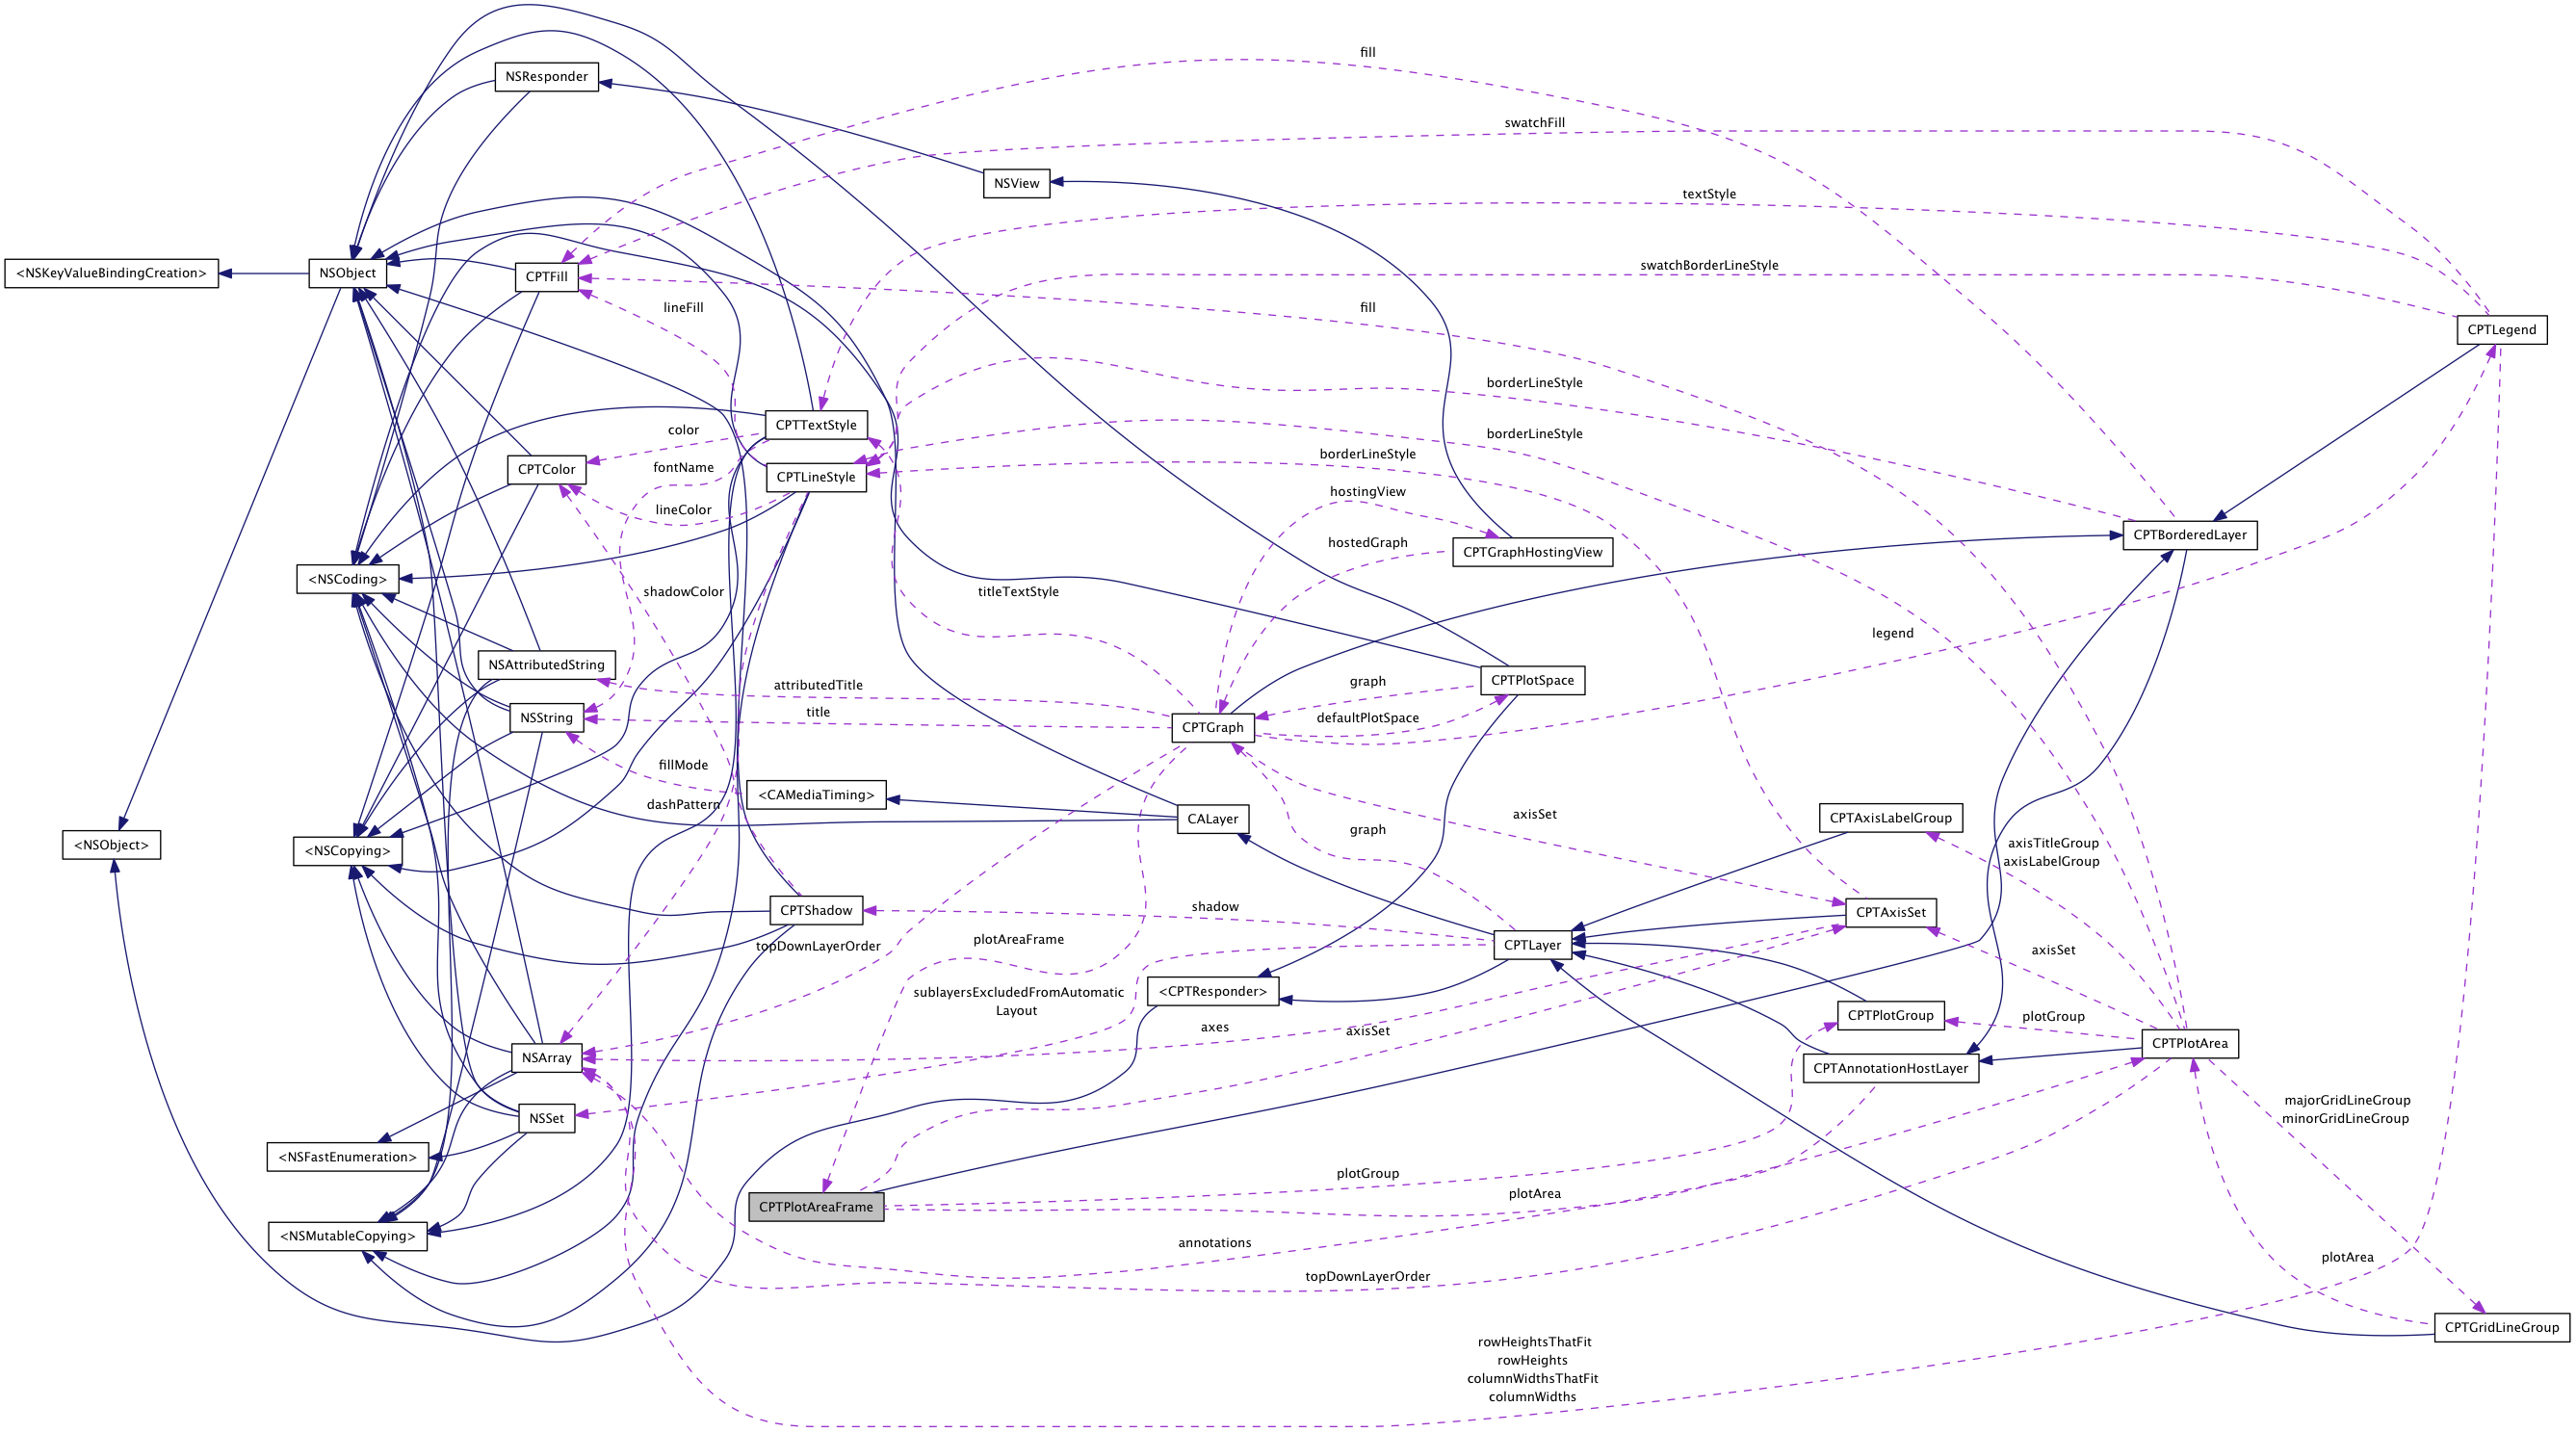 fill
NSResponder
swatchFill
NSView
textStyle
<NSKeyValueBindingCreation>
NSObject
CPTFill
swatchBorderLineStyle
lineFill
fill
CPTLegend
borderLineStyle
CPTTextStyle
color
borderLineStyle
fontName
CPTColor
CPTLineStyle
borderLineStyle
hostingView
lineColor
CPTBorderedLayer
hostedGraph
CPTGraphHostingView
<NSCoding>
shadowColor
titleTextStyle
legend
NSAttributedString
attributedTitle
graph
CPTPlotSpace
NSString
title
CPTGraph
defaultPlotSpace
fillMode
<CAMediaTiming>
dashPattern
CALayer
axisSet
CPTAxisLabelGroup
graph
<NSObject>
<NSCopying>
axisTitleGroup
axisLabelGroup
CPTShadow
shadow
CPTAxisSet
topDownLayerOrder
plotAreaFrame
CPTLayer
axisSet
sublayersExcludedFromAutomatic
Layout
<CPTResponder>
axes
axisSet
CPTPlotGroup
plotGroup
CPTPlotArea
NSArray
CPTAnnotationHostLayer
majorGridLineGroup
minorGridLineGroup
NSSet
<NSFastEnumeration>
plotGroup
CPTPlotAreaFrame
plotArea
<NSMutableCopying>
annotations
plotArea
topDownLayerOrder
CPTGridLineGroup
rowHeightsThatFit
rowHeights
columnWidthsThatFit
columnWidths